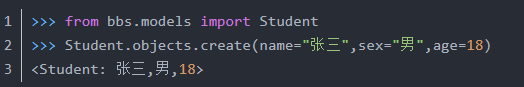 1 >>> from bbs.models import Student
2 >>> Student.objects.create(name="张三",sex="男",age=18)
3 <Student: 张三,男,18>